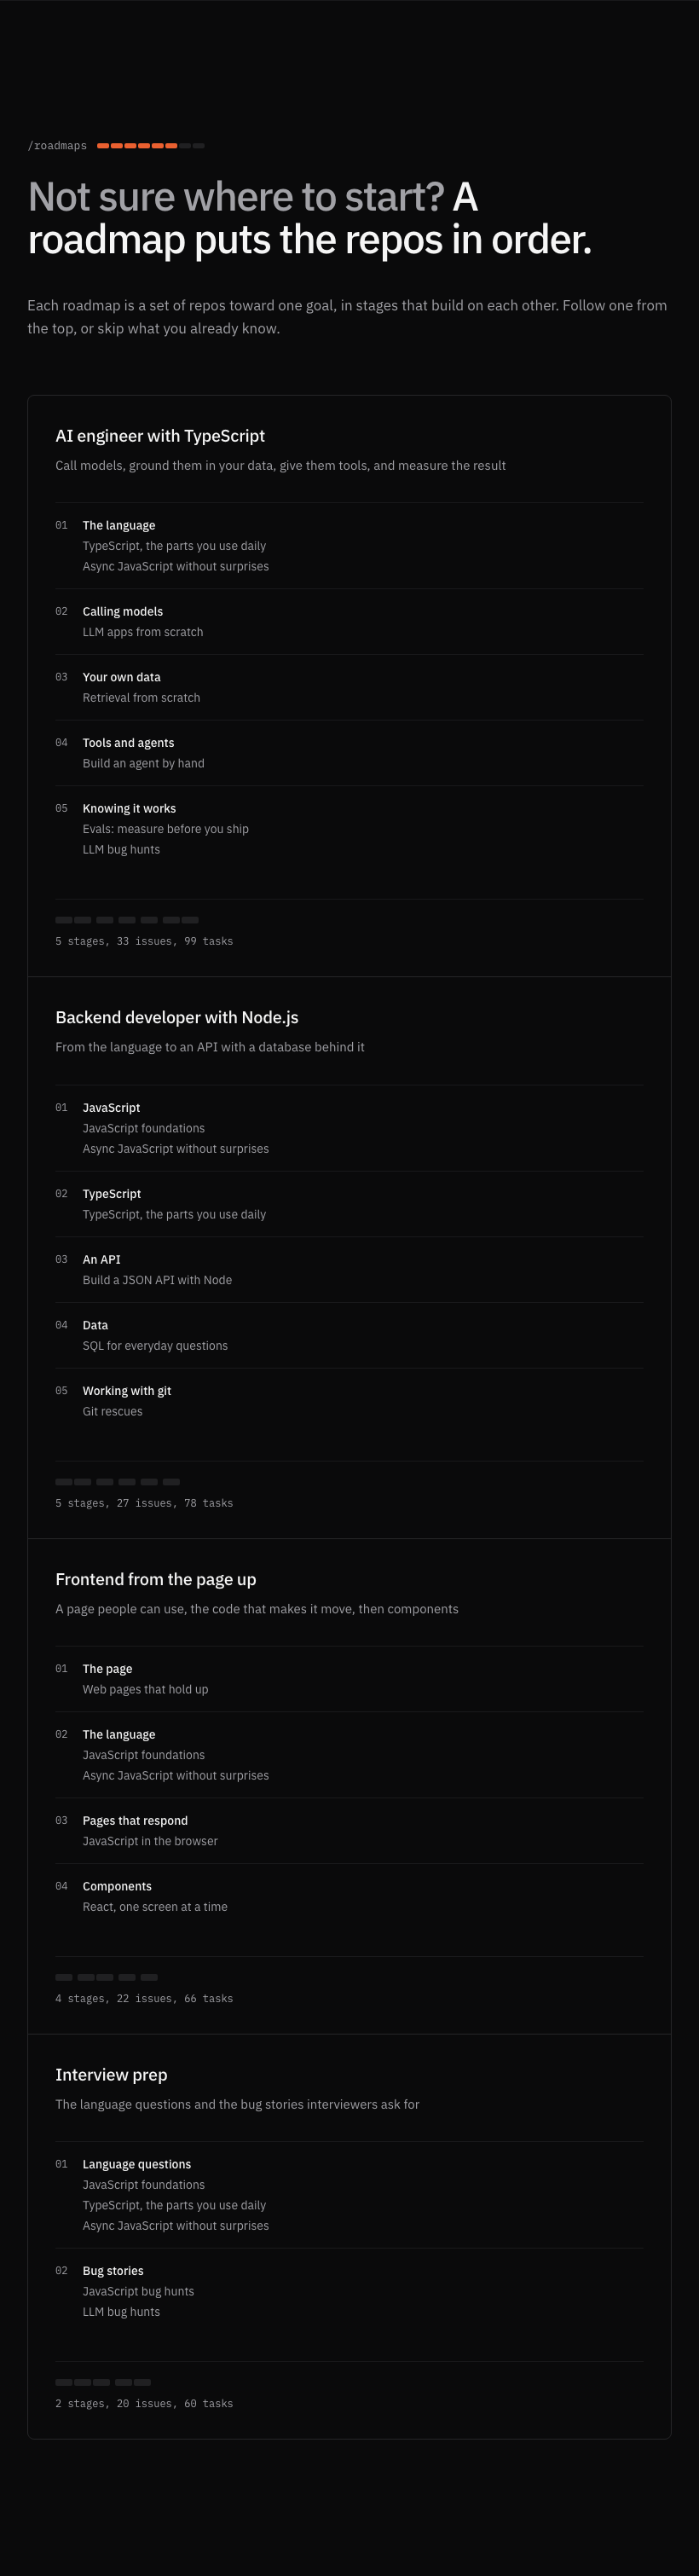 /roadmaps
Not sure where to start? A
roadmap puts the repos in order.
Each roadmap is a set of repos toward one goal, in stages that build on each other. Follow one from
the top, or skip what you already know.
AI engineer with TypeScript
Call models, ground them in your data, give them tools, and measure the result
01 The language
TypeScript, the parts you use daily
Async JavaScript without surprises
02 Calling models
LLM apps from scratch
03 Your own data
Retrieval from scratch
04 Tools and agents
Build an agent by hand
05 Knowing it works
Evals: measure before you ship
LLM bug hunts
5 stages, 33 issues, 99 tasks
Backend developer with Node.js
From the language to an API with a database behind it
01 JavaScript
JavaScript foundations
Async JavaScript without surprises
02 TypeScript
TypeScript, the parts you use daily
03 An API
Build a JSON API with Node
04 Data
SQL for everyday questions
05 Working with git
Git rescues
5 stages, 27 issues, 78 tasks
Frontend from the page up
A page people can use, the code that makes it move, then components
01 The page
Web pages that hold up
02 The language
JavaScript foundations
Async JavaScript without surprises
03 Pages that respond
JavaScript in the browser
04 Components
React, one screen at a time
4 stages, 22 issues, 66 tasks
Interview prep
The language questions and the bug stories interviewers ask for
01 Language questions
JavaScript foundations
TypeScript, the parts you use daily
Async JavaScript without surprises
02 Bug stories
JavaScript bug hunts
LLM bug hunts
2 stages, 20 issues, 60 tasks